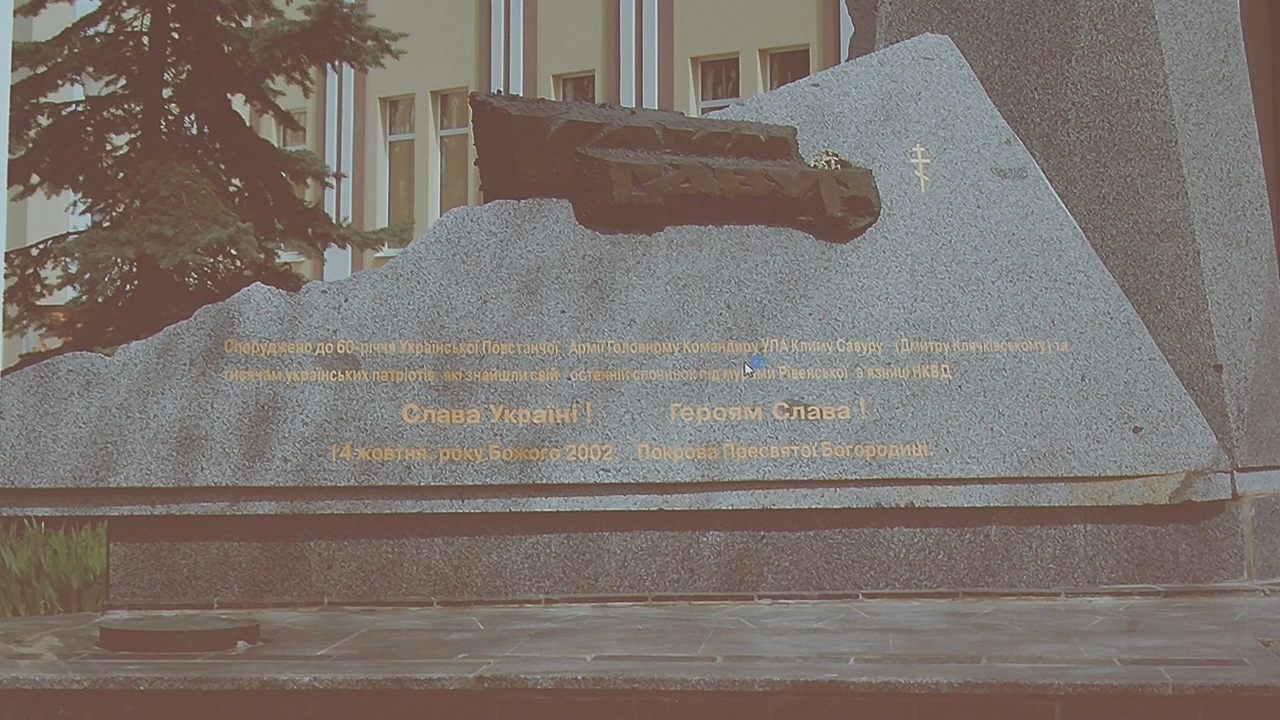 САВУР
Споруджено до 60-річчя Української Повстанчої Армії Головному Командиру УПА Климу Савуру (Дмитру Клячківському) та
тисячам українських патріотів, які знайшли свій останній спочинок під мурами Рівенської в'язниці НКВД
Слава Україні ! Героям Слава !
14 жовтня, року Божого 2002. Покрова Пресвятої Богородиці.